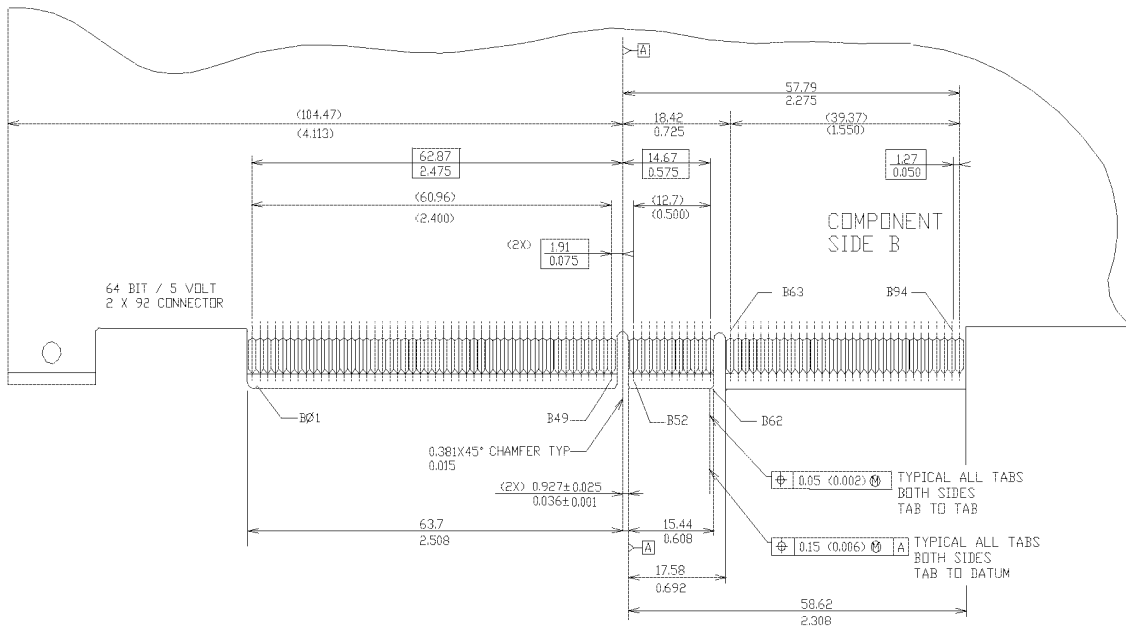 A
57.79
2.275
(104.47)
(4.113)
18.42
0.725
(39.37)
(1.550)
62.87
2.475
14.67
0.575
1.27
0.050
(60.96)
(2.400)
(12.7)
(0.500)
COMPONENT
SIDE B
(2X) 1.91
0.075
64 BIT / 5 VOLT
2 X 92 CONNECTOR
B63
B94
BØ1
B49
B52
B62
0.381X45° CHAMFER TYP
0.015
(2X) 0.927±0.025
0.036±0.001
⌖ 0.05 (0.002) Ⓜ
TYPICAL ALL TABS
BOTH SIDES
TAB TO TAB
63.7
2.508
15.44
0.608
A
⌖ 0.15 (0.006) Ⓜ A
TYPICAL ALL TABS
BOTH SIDES
TAB TO DATUM
17.58
0.692
58.62
2.308